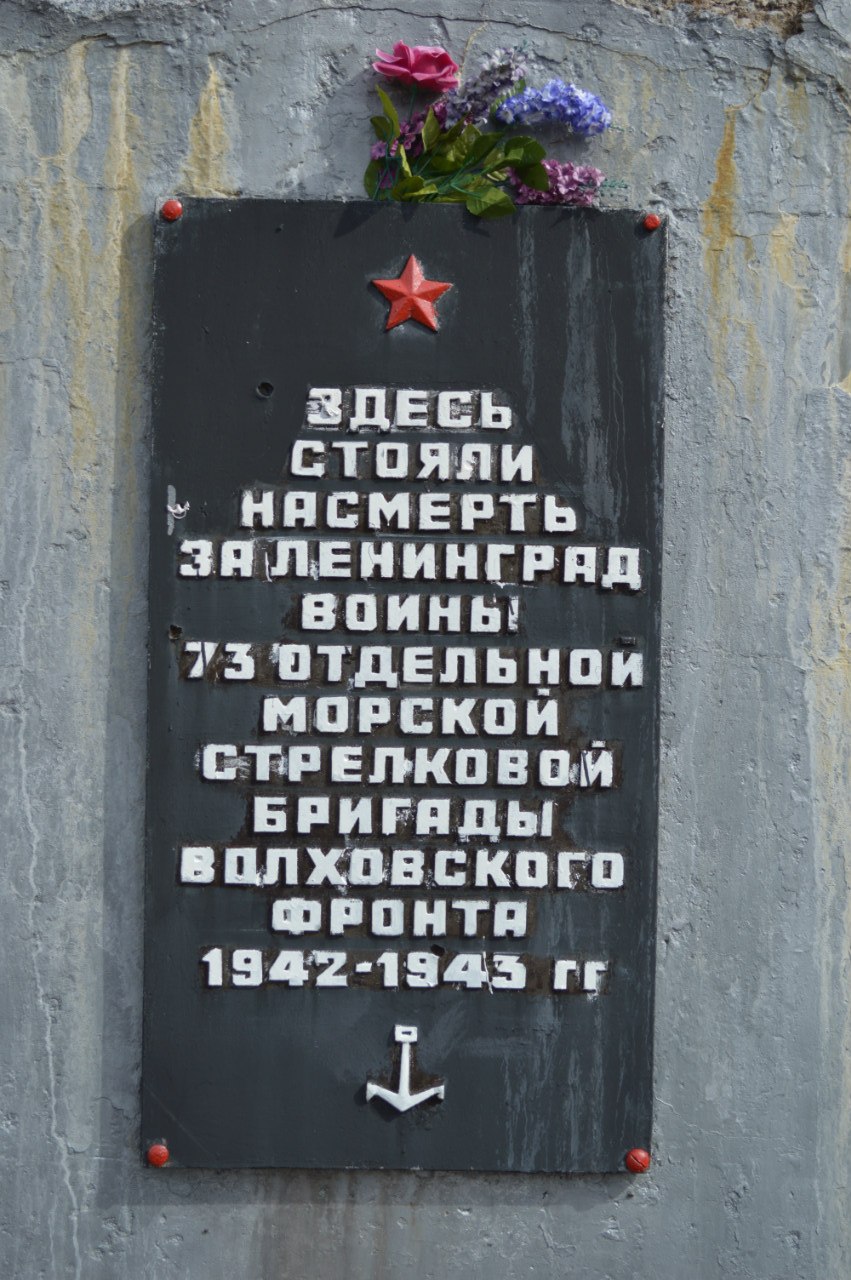 ЗДЕСЬ
СТОЯЛИ
НАСМЕРТЬ
ЗА ЛЕНИНГРАД
ВОИНЫ
73 ОТДЕЛЬНОЙ
МОРСКОЙ
СТРЕЛКОВОЙ
БРИГАДЫ
ВОЛХОВСКОГО
ФРОНТА
1942-1943 гг